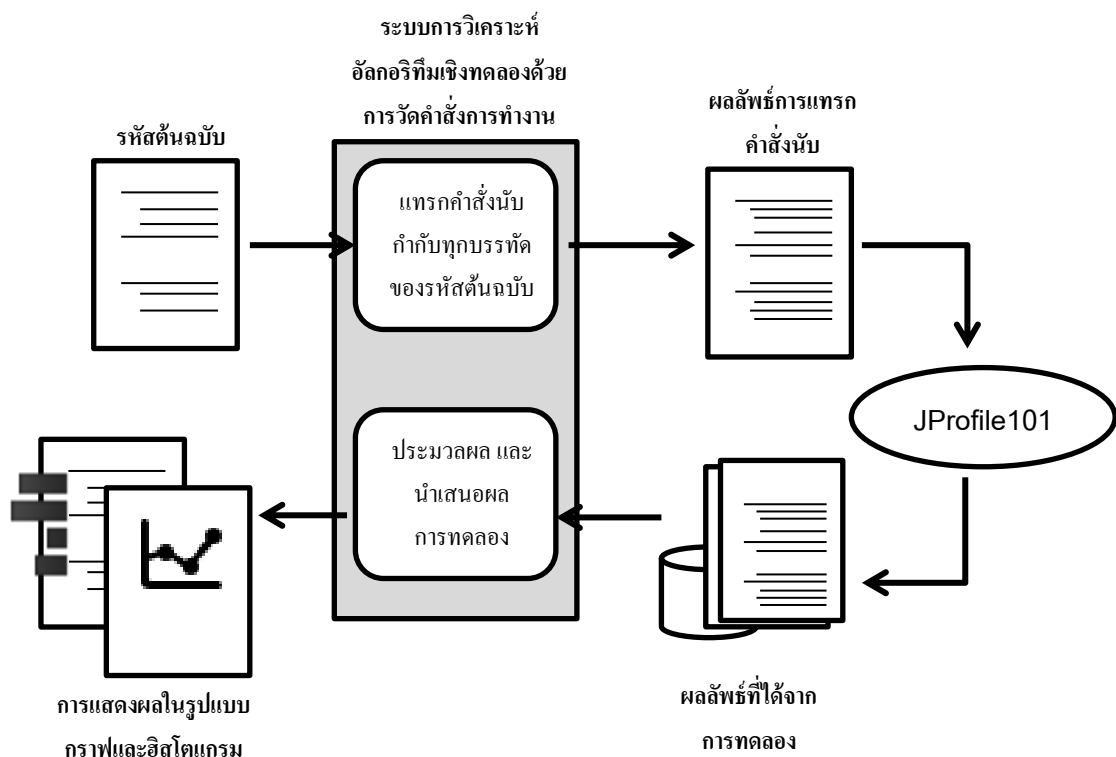 ระบบการวิเคราะห์
อัลกอริทึมเชิงทดลองด้วย
การวัดคำสั่งการทำงาน
รหัสต้นฉบับ
แทรกคำสั่งนับ
กำกับทุกบรรทัด
ของรหัสต้นฉบับ
ผลลัพธ์การแทรก
คำสั่งนับ
JProfile101
ประมวลผล และ
นำเสนอผล
การทดลอง
ผลลัพธ์ที่ได้จาก
การทดลอง
การแสดงผลในรูปแบบ
กราฟและฮิสโตแกรม